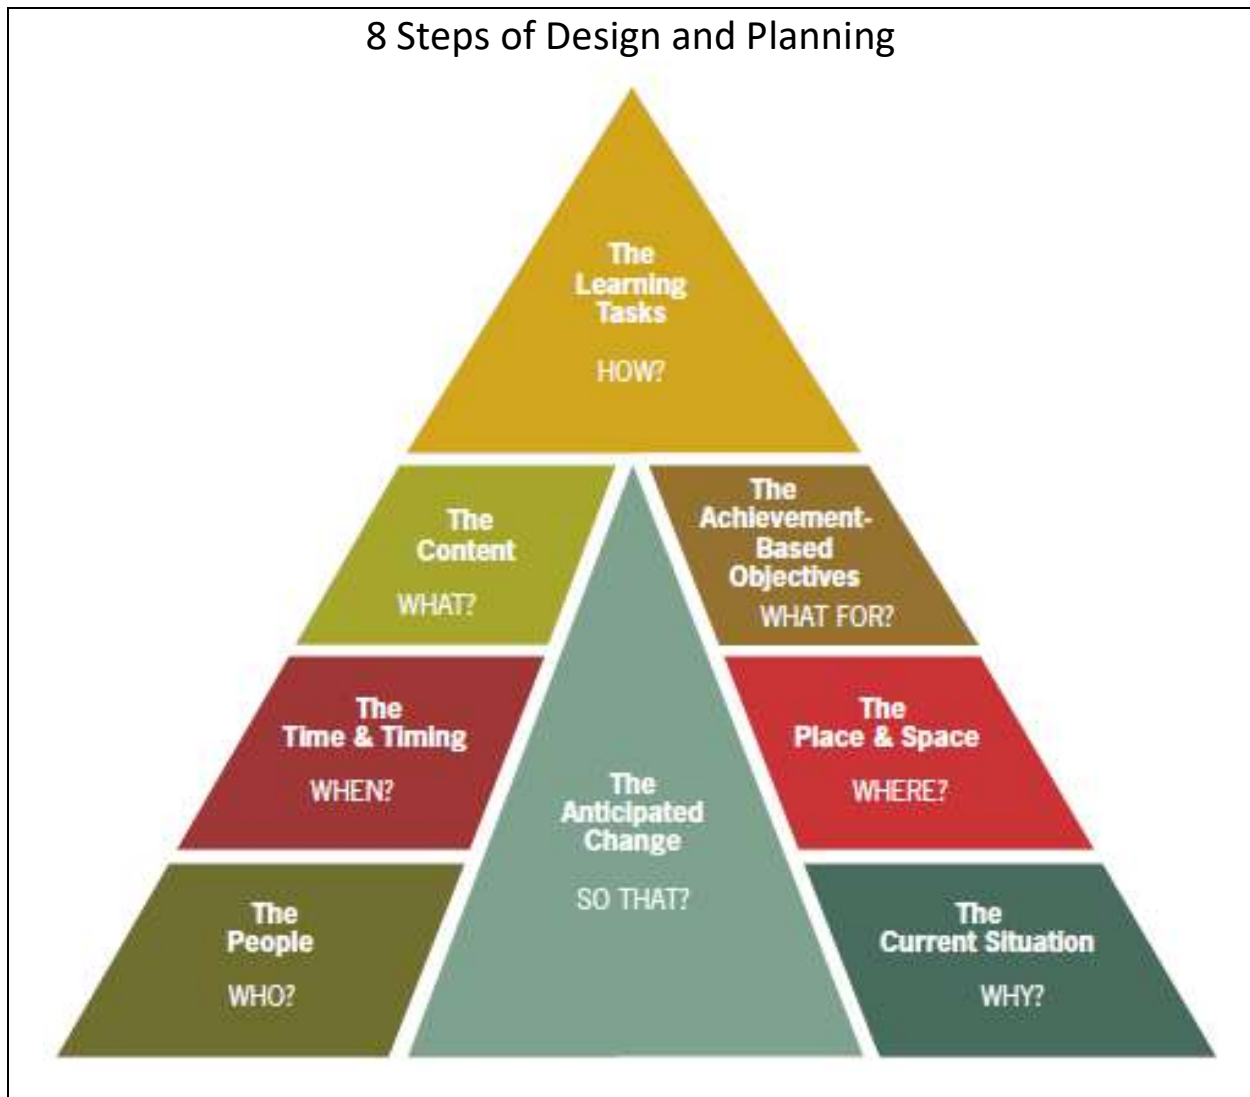 8 Steps of Design and Planning
The
Learning
Tasks
HOW?
The
Content
WHAT?
The
Achievement-
Based
Objectives
WHAT FOR?
The
Time & Timing
WHEN?
The
Place & Space
WHERE?
The
Anticipated
Change
SO THAT?
The
People
WHO?
The
Current Situation
WHY?